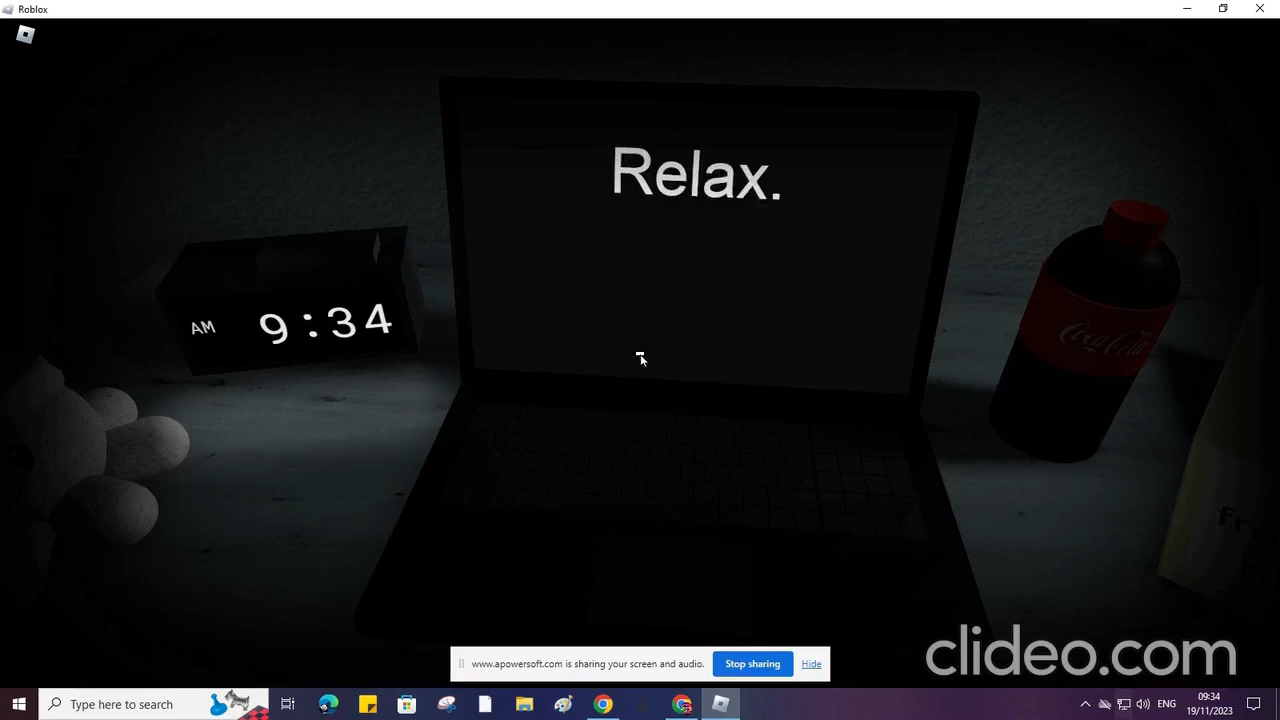 Roblox
Relax.
AM 9:34
Coca-Cola
fr
www.apowersoft.com is sharing your screen and audio.
Stop sharing
Hide
clideo.com
Type here to search
ENG
09:34
19/11/2023